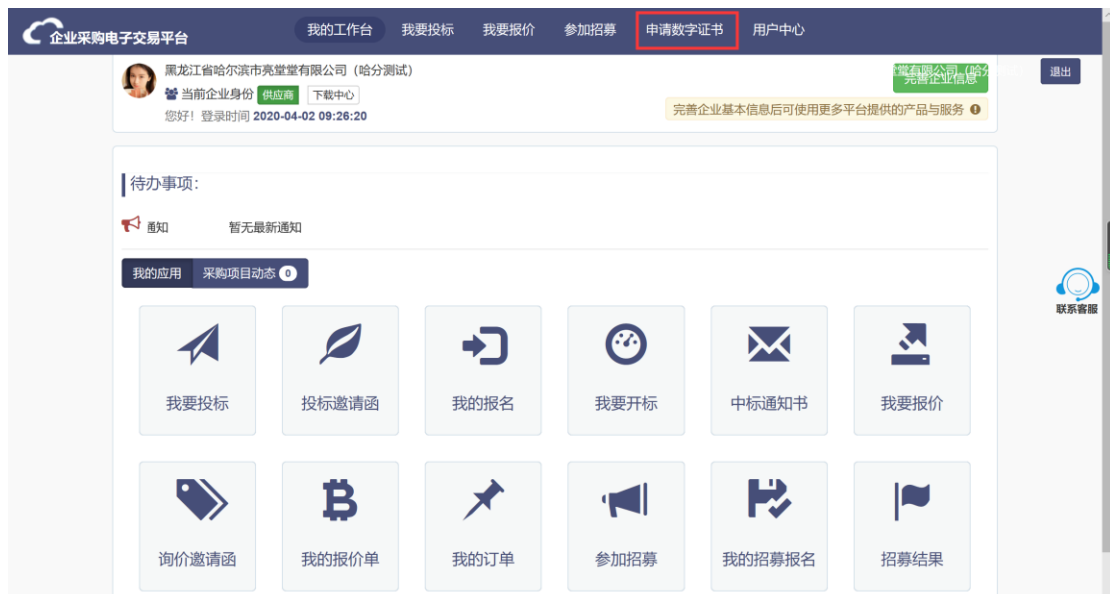 企业采购电子交易平台 我的工作台 我要投标 我要报价 参加招募 申请数字证书 用户中心
黑龙江省哈尔滨市亮堂堂有限公司（哈分测试） 完善企业信息 退出
当前企业身份 供应商 下载中心
您好！登录时间 2020-04-02 09:26:20 完善企业基本信息后可使用更多平台提供的产品与服务
待办事项：
通知 暂无最新通知
我的应用 采购项目动态 0
联系客服
我要投标 投标邀请函 我的报名 我要开标 中标通知书 我要报价
询价邀请函 我的报价单 我的订单 参加招募 我的招募报名 招募结果